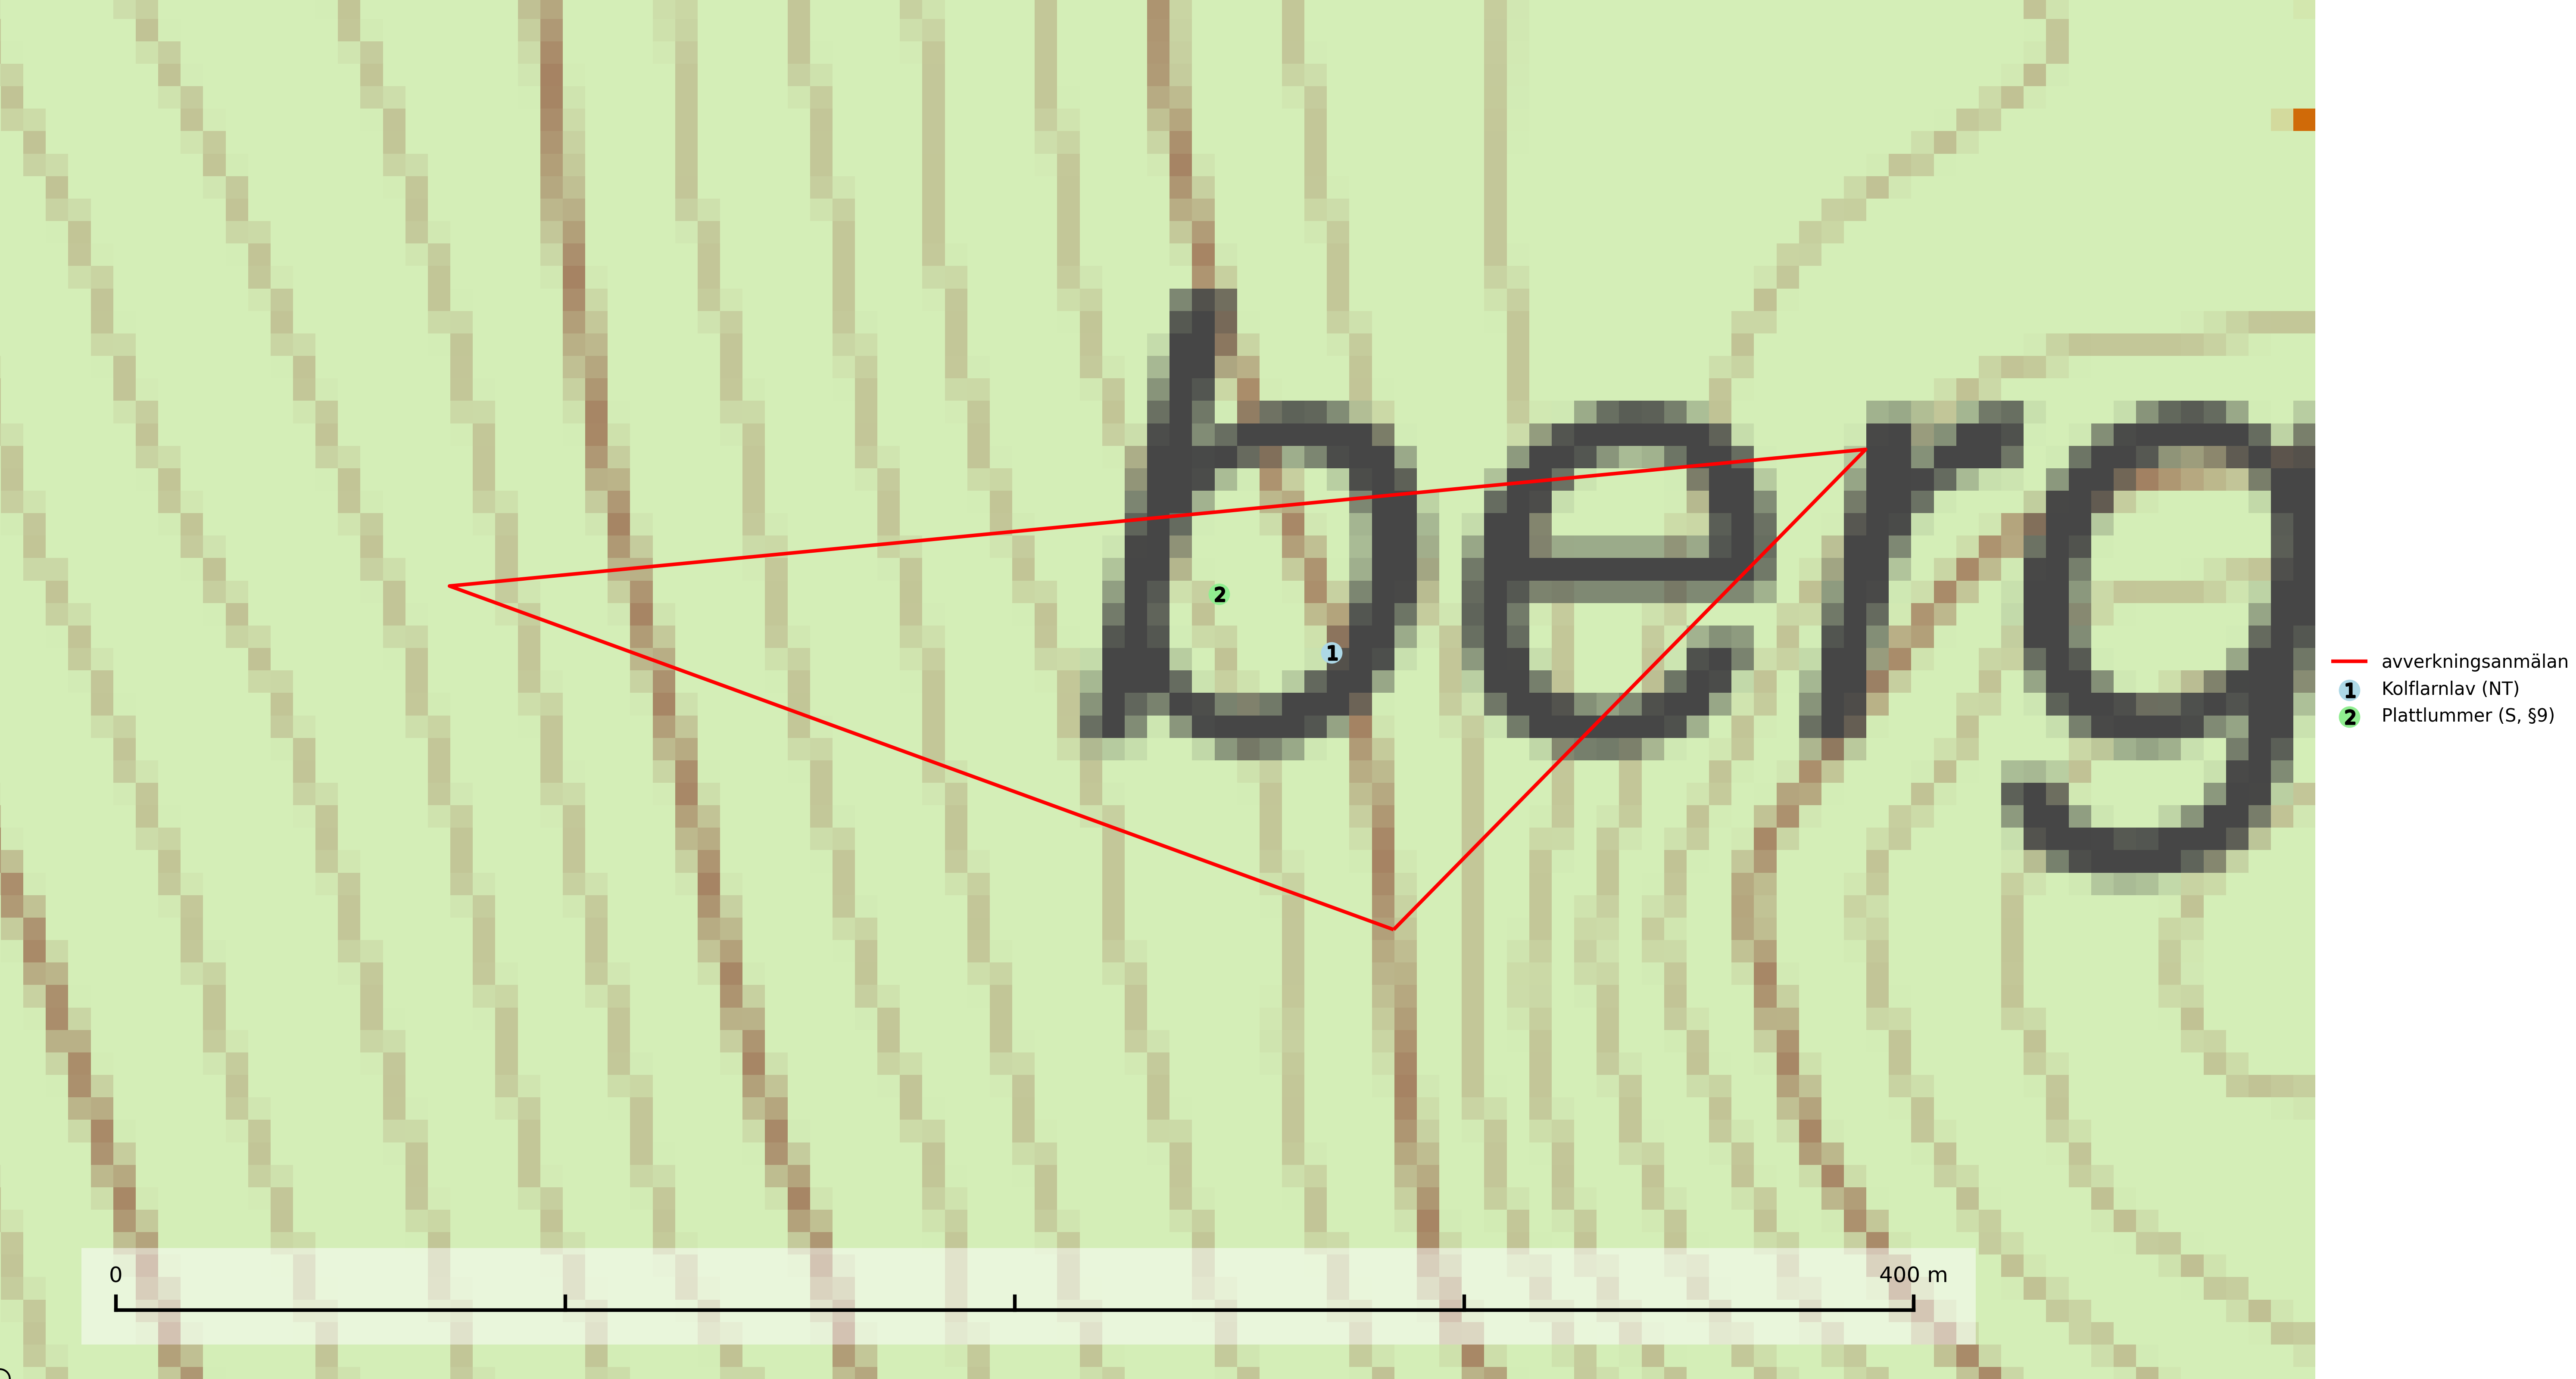 berg
2
1
avverkningsanmälan
1 Kolflarnlav (NT)
2 Plattlummer (S, §9)
0 400 m